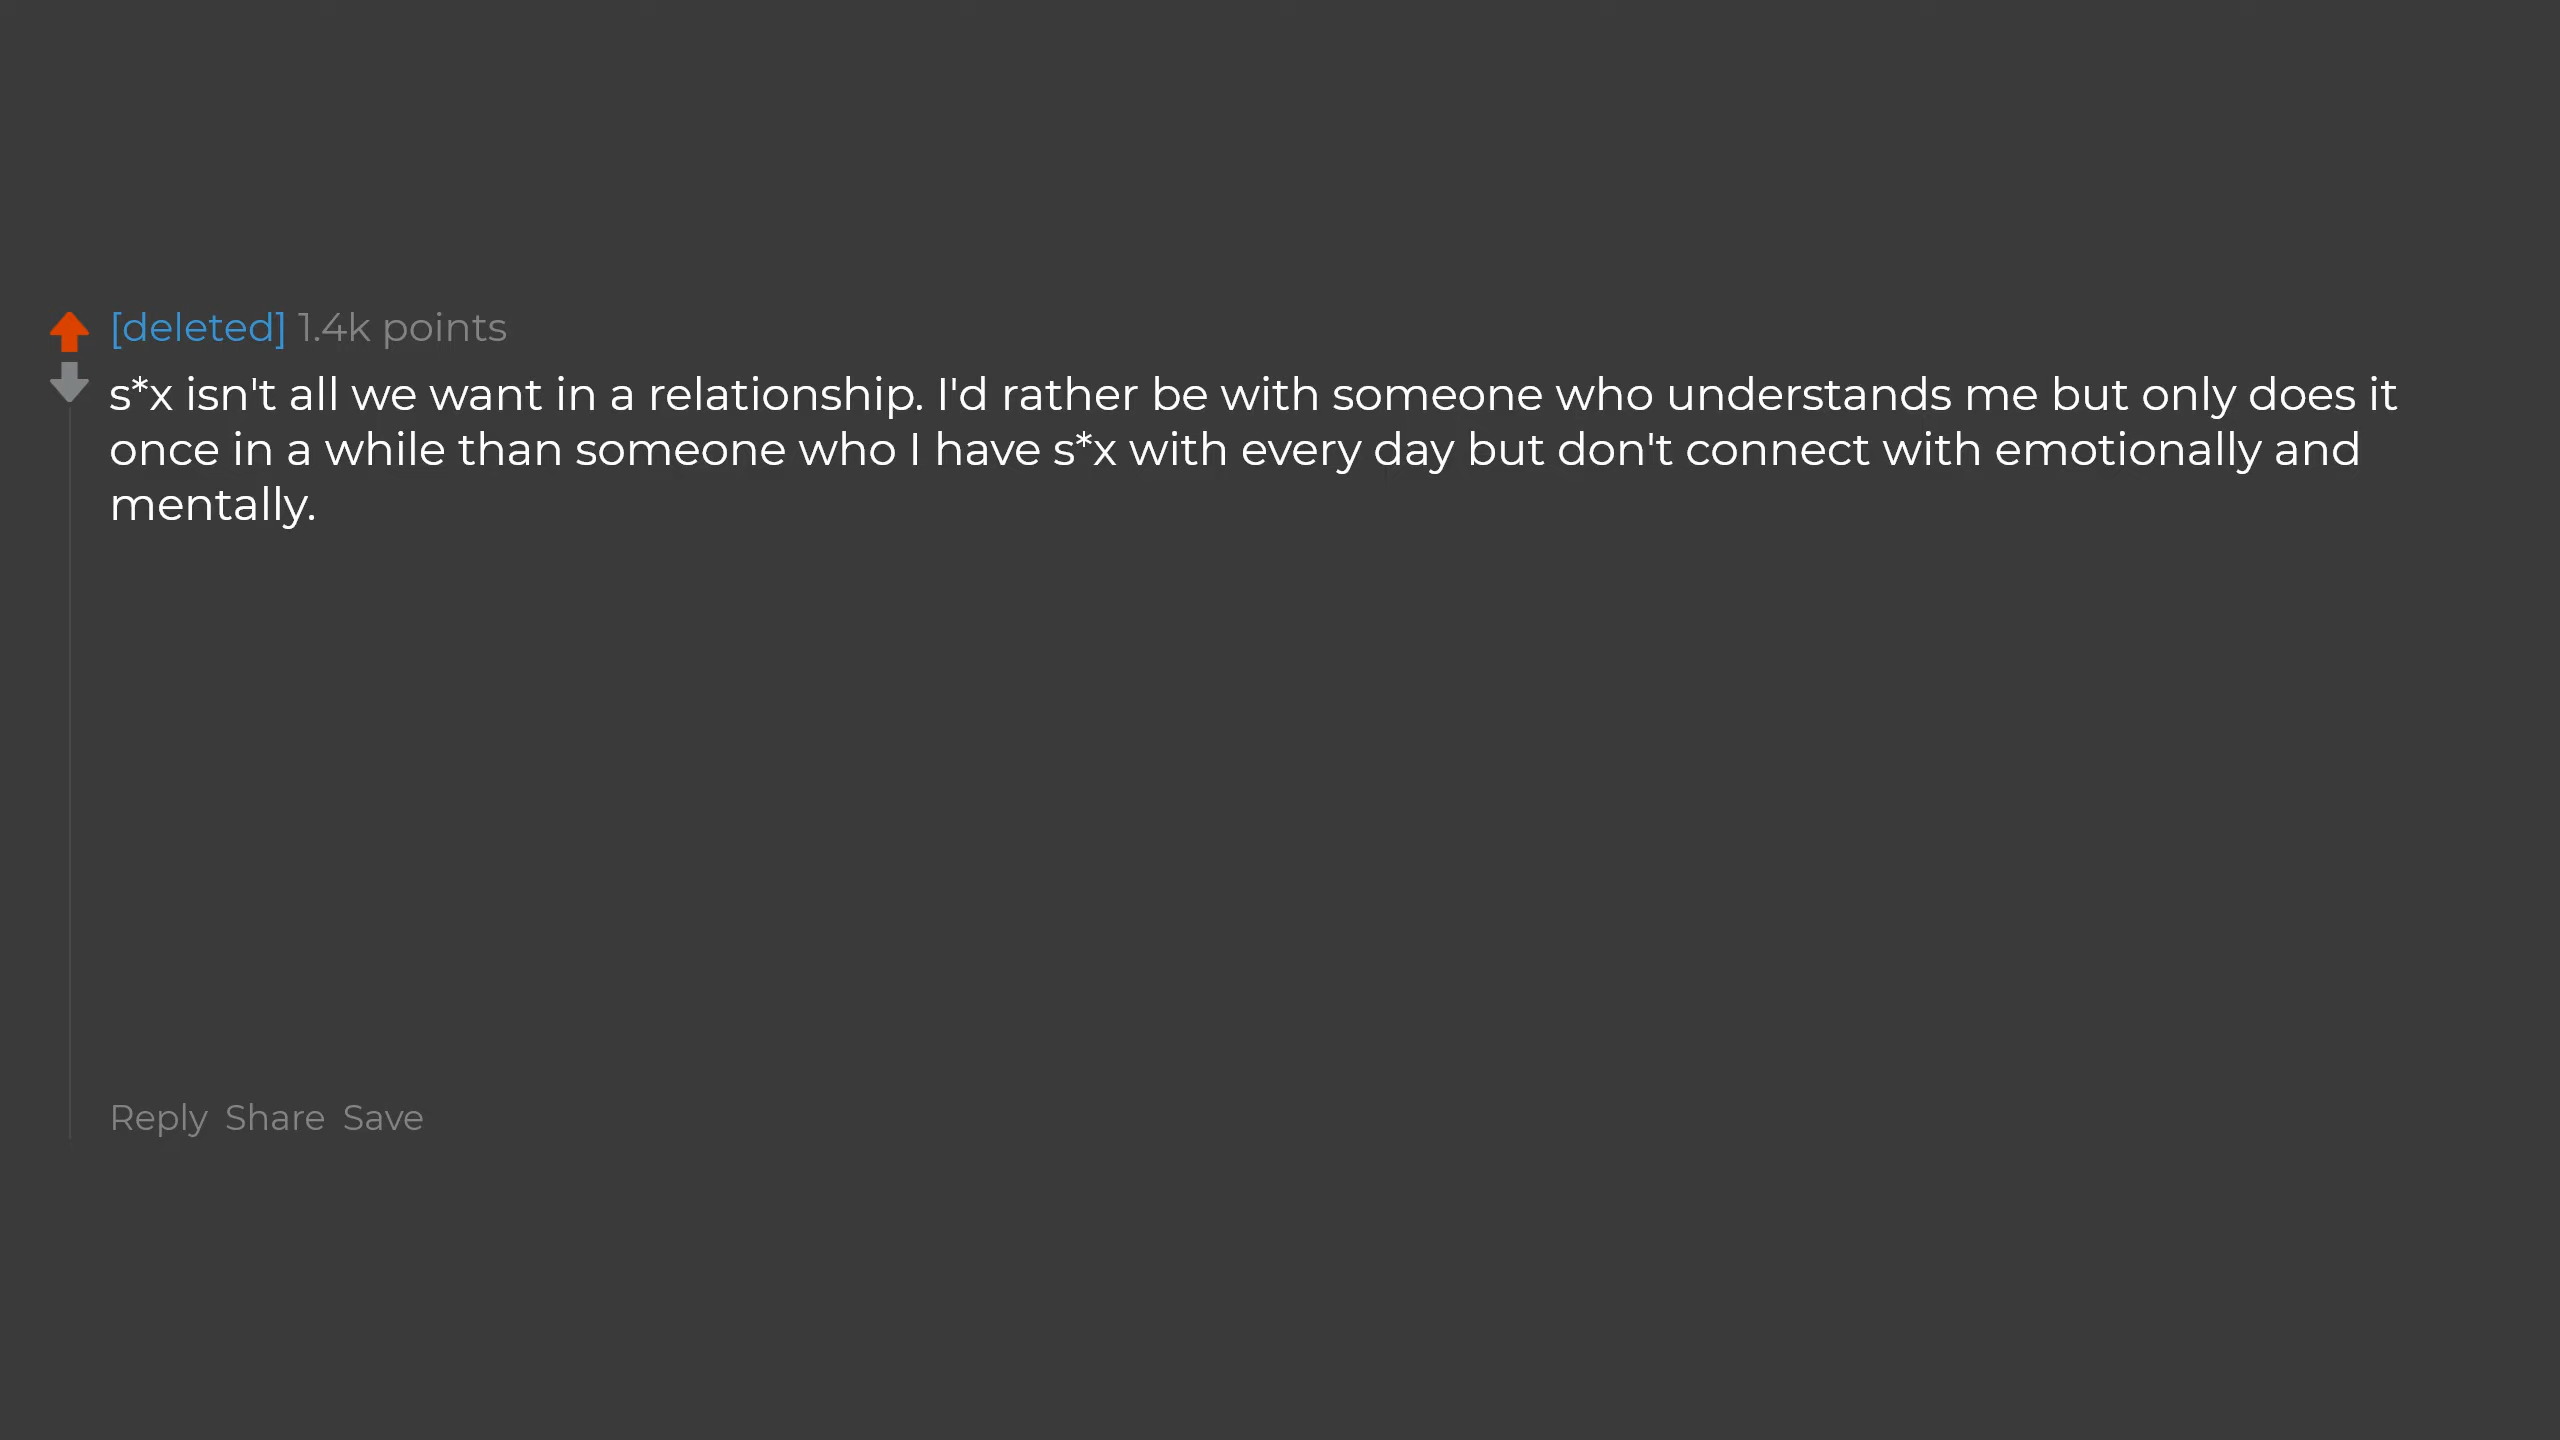 [deleted] 1.4k points
s*x isn't all we want in a relationship. I'd rather be with someone who understands me but only does it
once in a while than someone who I have s*x with every day but don't connect with emotionally and
mentally.
Reply Share Save